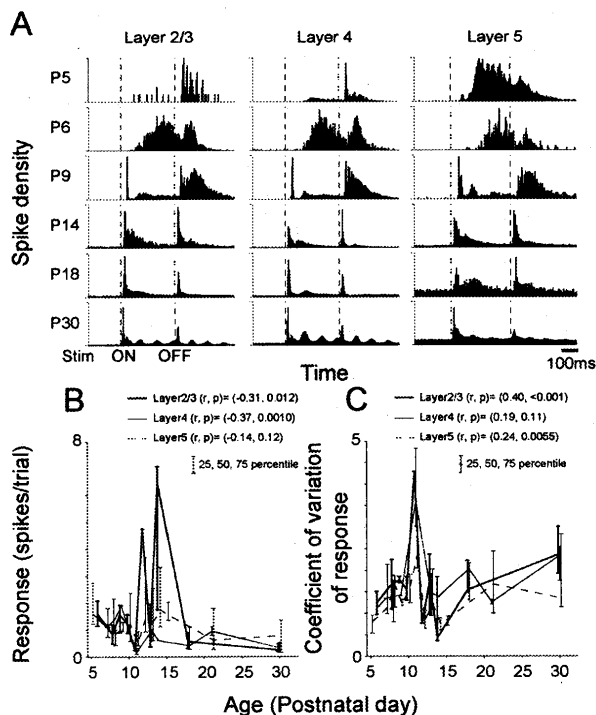 A
Layer 2/3 Layer 4 Layer 5
P5
P6
P9
P14
P18
P30
Spike density
Stim ON OFF
Time
100ms
B
Layer2/3 (r, p)= (-0.31, 0.012)
Layer4 (r, p)= (-0.37, 0.0010)
Layer5 (r, p)= (-0.14, 0.12)
25, 50, 75 percentile
Response (spikes/trial)
8
0
5 10 15 20 25 30
C
Layer2/3 (r, p)= (0.40, <0.001)
Layer4 (r, p)= (0.19, 0.11)
Layer5 (r, p)= (0.24, 0.0055)
25, 50, 75 percentile
Coefficient of variation
of response
5
0
5 10 15 20 25 30
Age (Postnatal day)